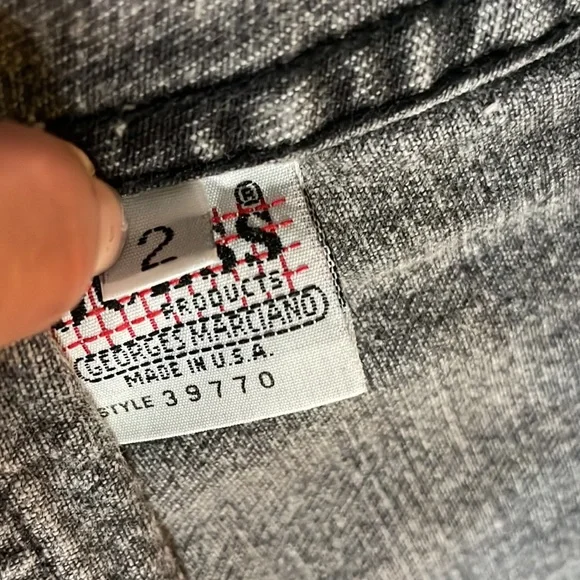 ®
2
PRODUCTS
GEORGES MARCIANO
MADE IN U.S.A.
STYLE 39770